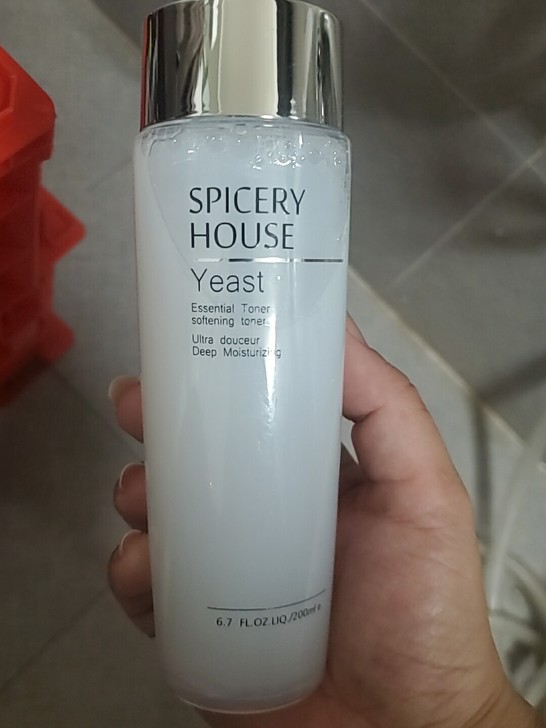 SPICERY
HOUSE
Yeast
Essential Toner
softening toner
Ultra douceur
Deep Moisturizing
6.7 FL.OZ.LIQ./200ml e